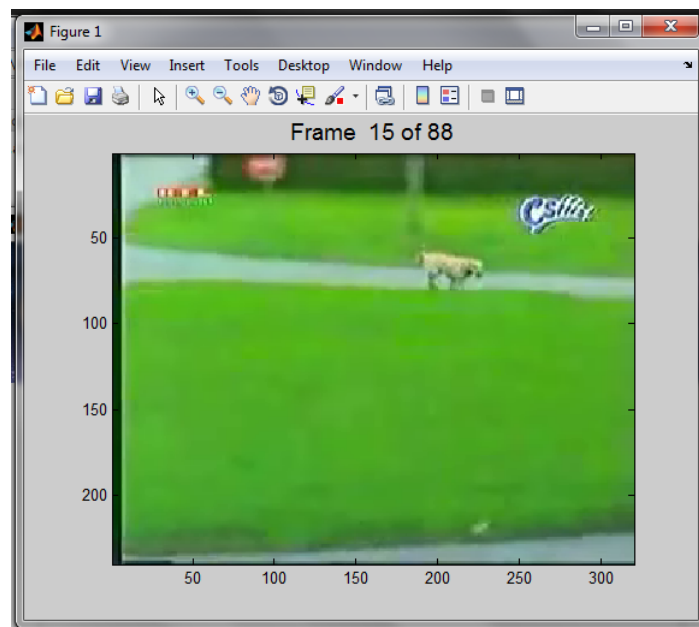 Figure 1
File Edit View Insert Tools Desktop Window Help
Frame 15 of 88
50
100
150
200
50 100 150 200 250 300